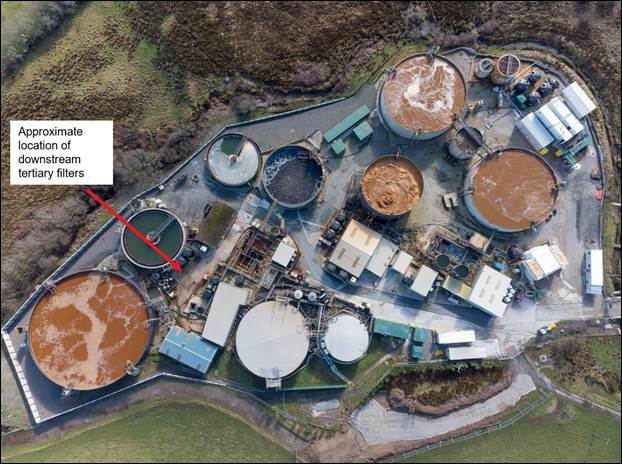 Approximate
location of
downstream
tertiary filters